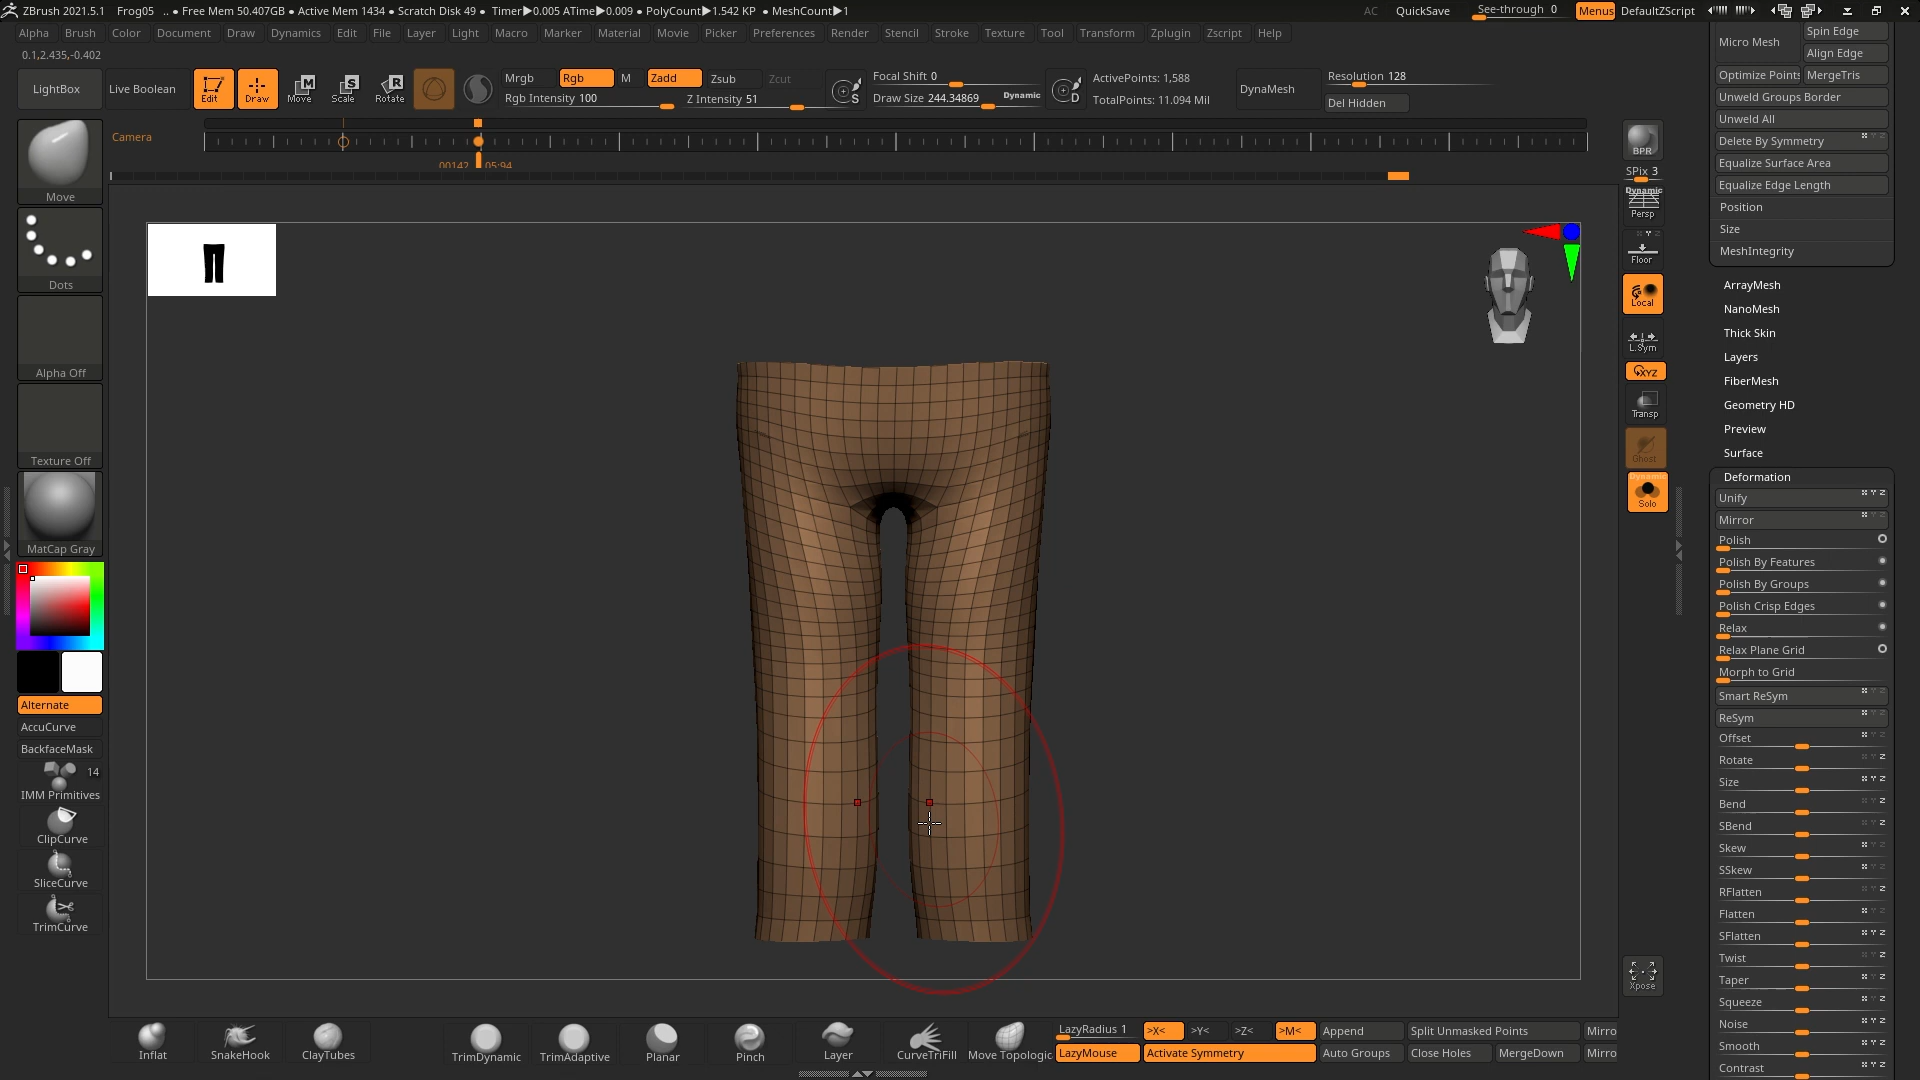 ZBrush 2021.5.1 Frog05 .. • Free Mem 50.407GB • Active Mem 1434 • Scratch Disk 49 • Timer▶0.005 ATime▶0.009 • PolyCount▶1.542 KP • MeshCount▶1 AC QuickSave See-through 0 Menus DefaultZScript
Alpha Brush Color Document Draw Dynamics Edit File Layer Light Macro Marker Material Movie Picker Preferences Render Stencil Stroke Texture Tool Transform Zplugin Zscript Help
0.1,2.435,-0.402
LightBox Live Boolean Edit Draw Move Scale Rotate
Mrgb Rgb M Zadd Zsub Zcut
Rgb Intensity 100 Z Intensity 51
S
Focal Shift 0
Draw Size 244.34869 Dynamic
D
ActivePoints: 1,588
TotalPoints: 11.094 Mil
DynaMesh
Resolution 128
Del Hidden
Camera
00142 05:94
Move
Dots
Alpha Off
Texture Off
MatCap Gray
Alternate
AccuCurve
BackfaceMask
14
IMM Primitives
ClipCurve
SliceCurve
TrimCurve
BPR
SPix 3
Dynamic
Persp
Floor
Local
L.Sym
XYZ
Transp
Ghost
Dynamic
Solo
Xpose
Micro Mesh
Spin Edge
Align Edge
Optimize Points MergeTris
Unweld Groups Border
Unweld All
Delete By Symmetry
Equalize Surface Area
Equalize Edge Length
Position
Size
MeshIntegrity
ArrayMesh
NanoMesh
Thick Skin
Layers
FiberMesh
Geometry HD
Preview
Surface
Deformation
Unify
Mirror
Polish
Polish By Features
Polish By Groups
Polish Crisp Edges
Relax
Relax Plane Grid
Morph to Grid
Smart ReSym
ReSym
Offset
Rotate
Size
Bend
SBend
Skew
SSkew
RFlatten
Flatten
SFlatten
Twist
Taper
Squeeze
Noise
Smooth
Contrast
Inflat SnakeHook ClayTubes TrimDynamic TrimAdaptive Planar Pinch Layer CurveTriFill Move Topologic
LazyRadius 1 >X< >Y< >Z< >M< Append Split Unmasked Points Mirro
LazyMouse Activate Symmetry Auto Groups Close Holes MergeDown Mirro